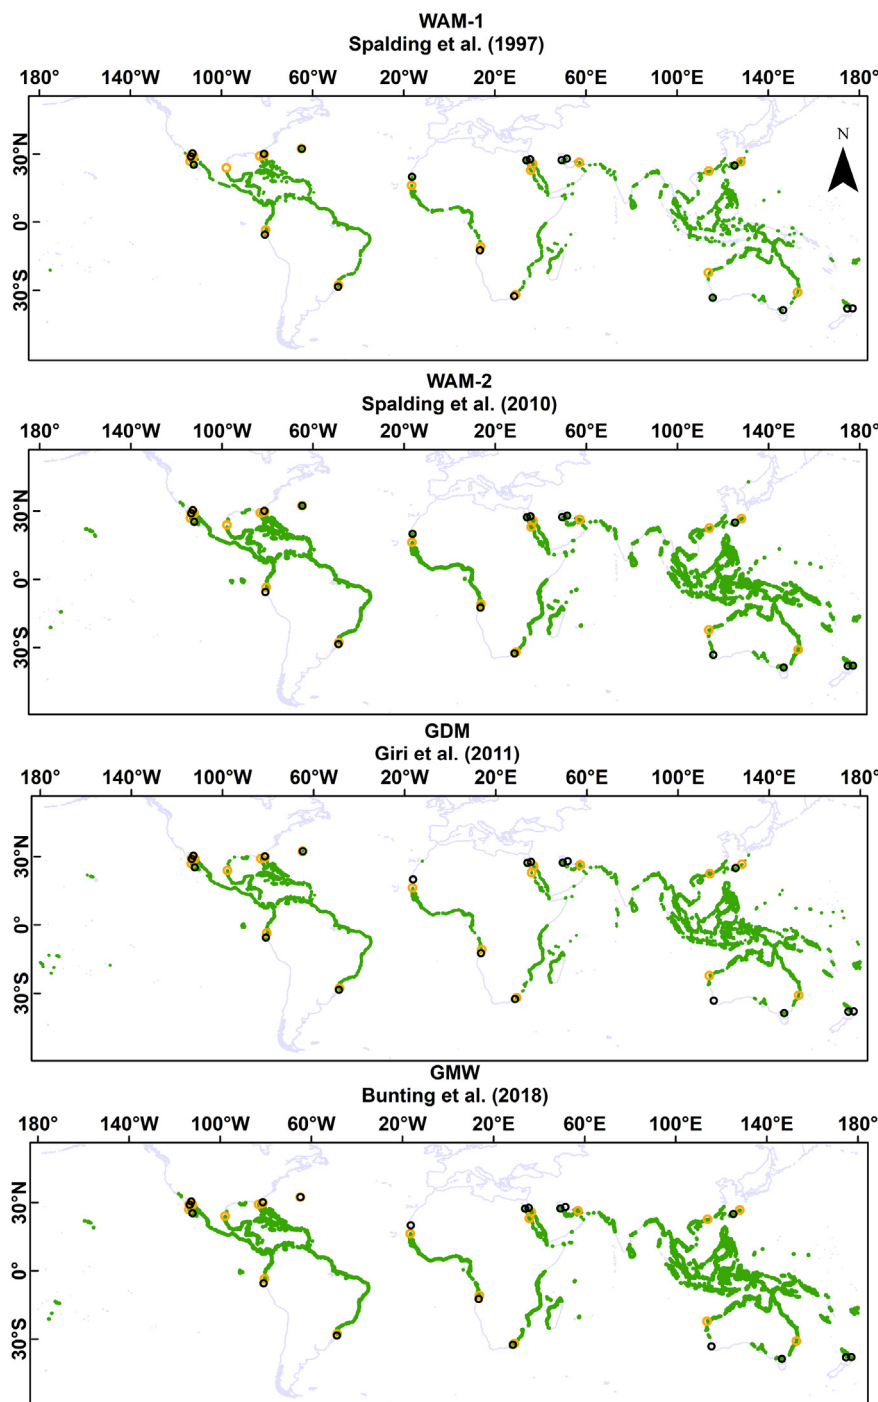 WAM-1
Spalding et al. (1997)
180° 140°W 100°W 60°W 20°W 20°E 60°E 100°E 140°E 180°
N
30°N
0°
30°S
WAM-2
Spalding et al. (2010)
180° 140°W 100°W 60°W 20°W 20°E 60°E 100°E 140°E 180°
30°N
0°
30°S
GDM
Giri et al. (2011)
180° 140°W 100°W 60°W 20°W 20°E 60°E 100°E 140°E 180°
30°N
0°
30°S
GMW
Bunting et al. (2018)
180° 140°W 100°W 60°W 20°W 20°E 60°E 100°E 140°E 180°
30°N
0°
30°S